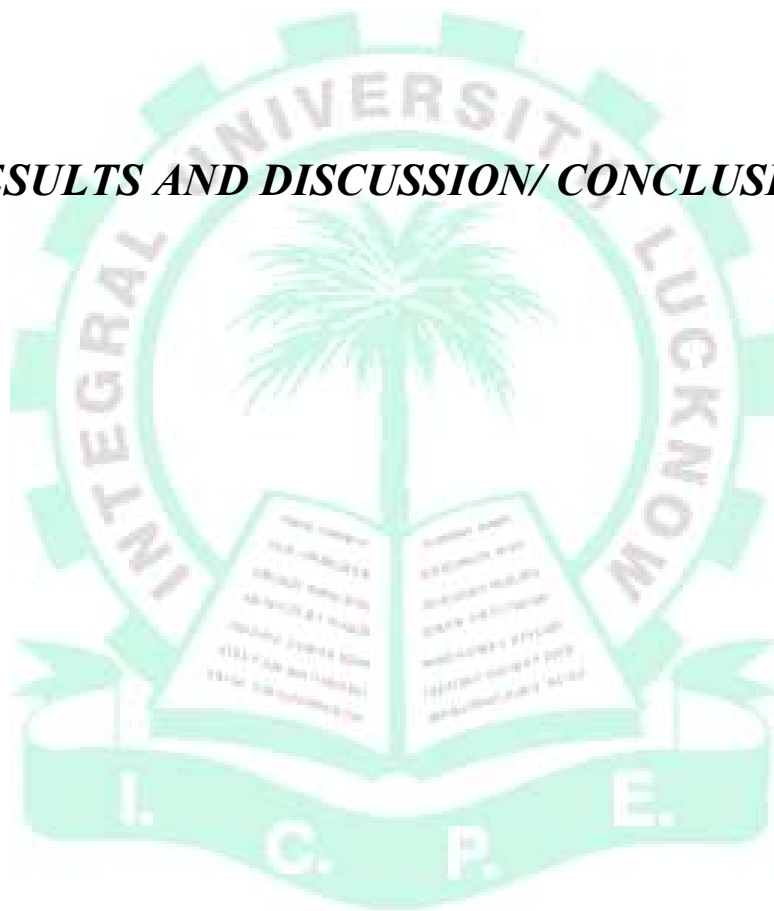 ESULTS AND DISCUSSION/ CONCLUSI
INTEGRAL UNIVERSITY LUCKNOW
I. C. P. E.